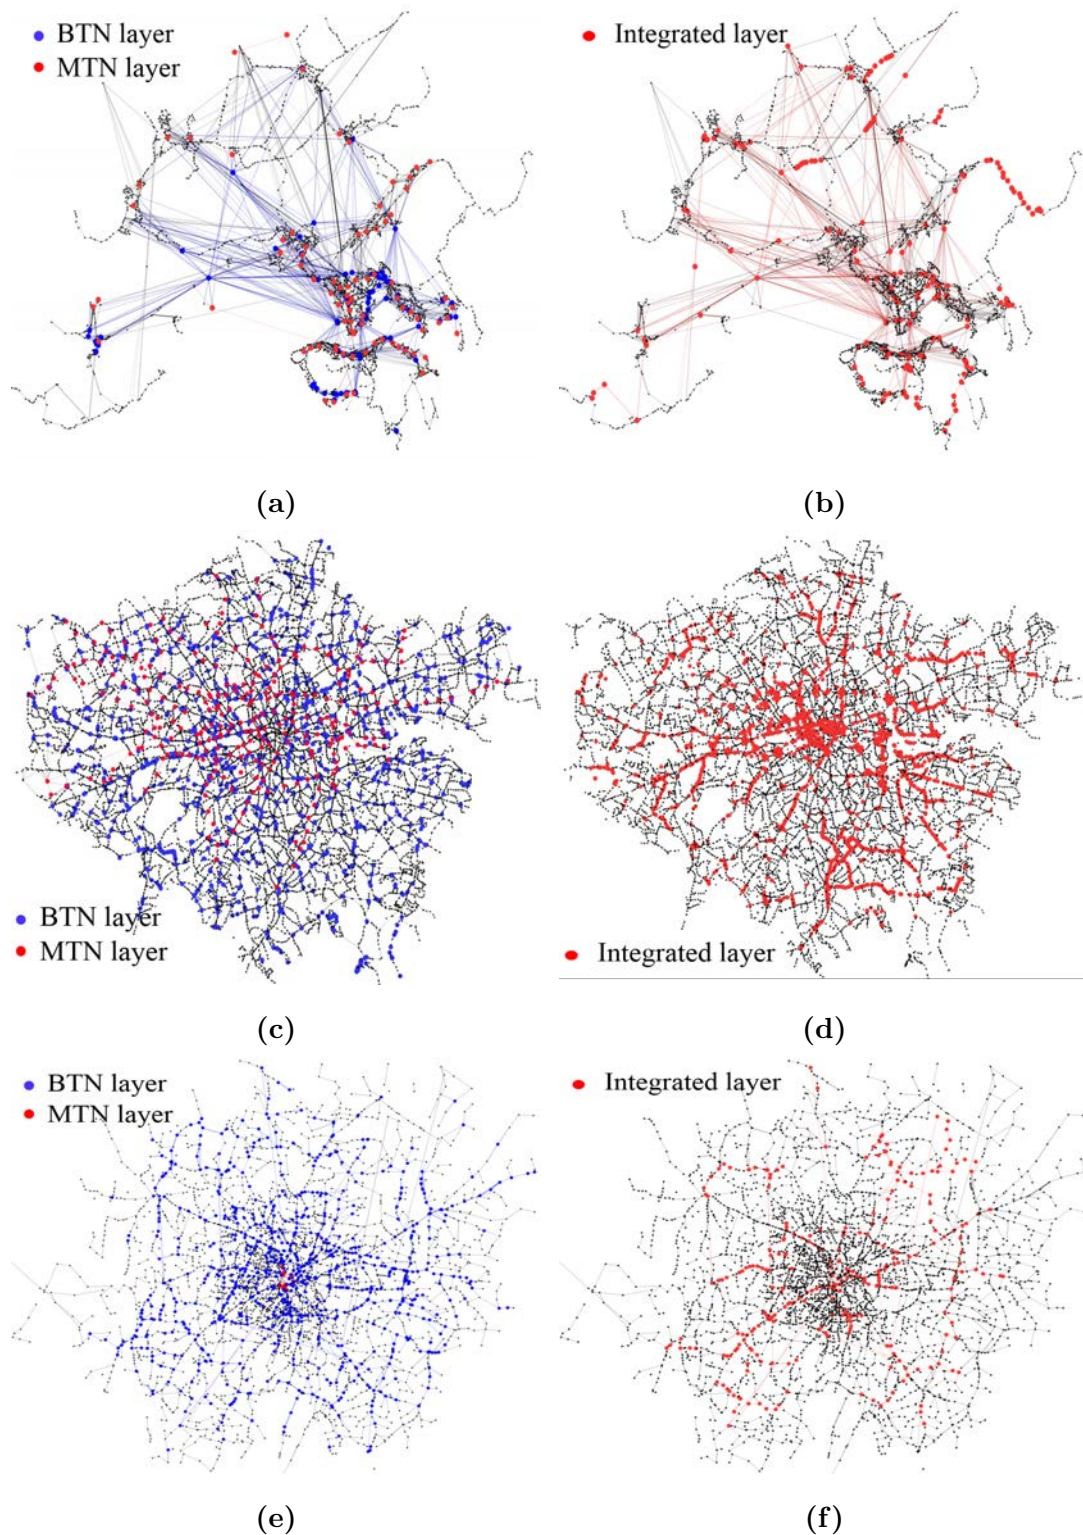 BTN layer
MTN layer
Integrated layer
(a)
(b)
BTN layer
MTN layer
Integrated layer
(c)
(d)
BTN layer
MTN layer
Integrated layer
(e)
(f)